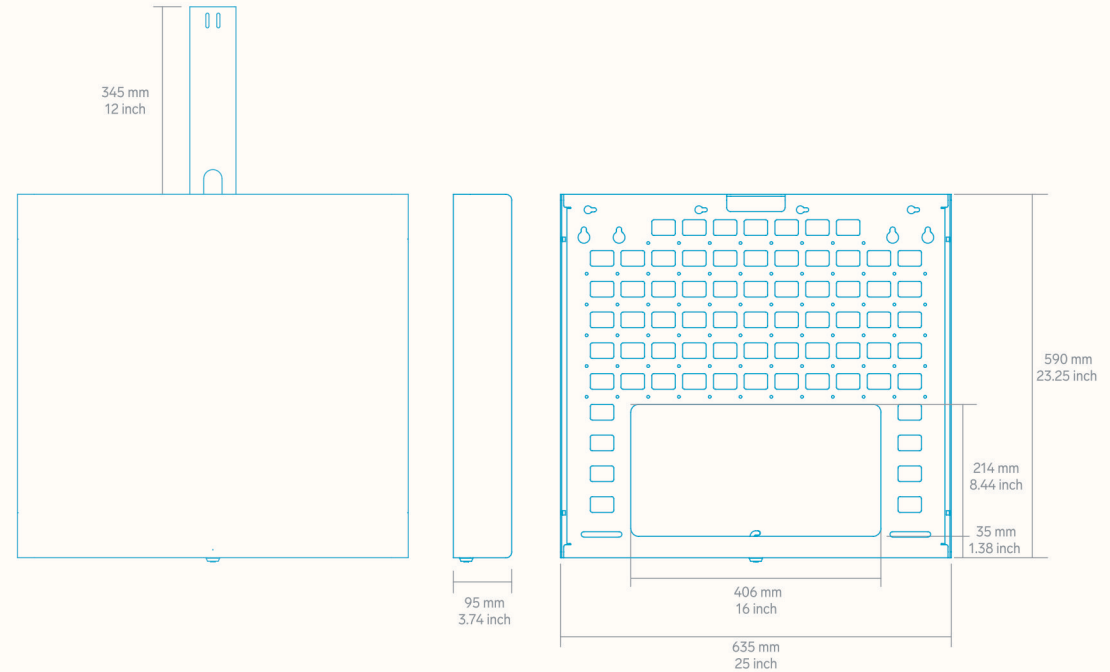 345 mm
12 inch
590 mm
23.25 inch
214 mm
8.44 inch
35 mm
1.38 inch
95 mm
3.74 inch
406 mm
16 inch
635 mm
25 inch